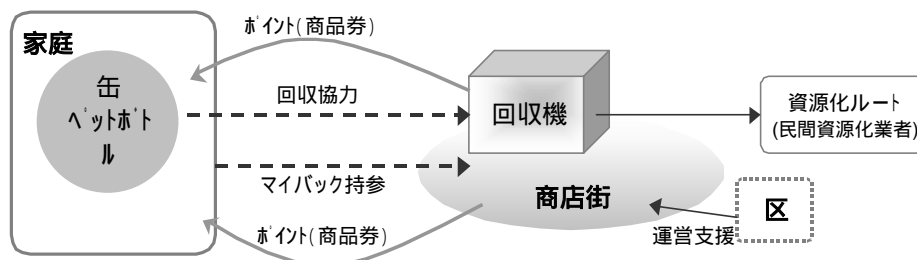 ﾎﾟｲﾝﾄ(商品券)
家庭
缶
ﾍﾟｯﾄﾎﾞﾄ
ﾙ
回収協力
回収機
資源化ルート
(民間資源化業者)
マイバック持参
商店街
区
運営支援
ﾎﾟｲﾝﾄ(商品券)